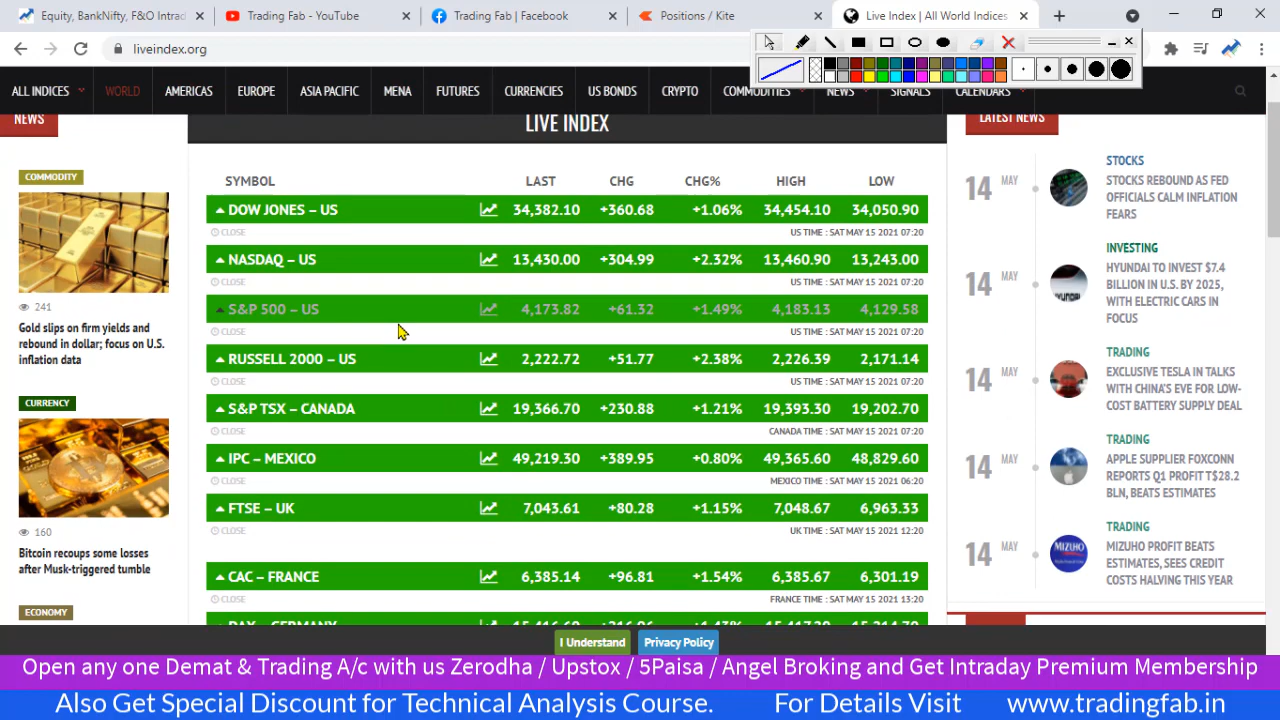 Equity, BankNifty, F&O Intrad
Trading Fab - YouTube
Trading Fab | Facebook
Positions / Kite
Live Index | All World Indices
liveindex.org
ALL INDICES
WORLD
AMERICAS
EUROPE
ASIA PACIFIC
MENA
FUTURES
CURRENCIES
US BONDS
CRYPTO
COMMODITIES
NEWS
SIGNALS
CALENDARS
NEWS
COMMODITY
241
Gold slips on firm yields and
rebound in dollar; focus on U.S.
inflation data
CURRENCY
160
Bitcoin recoups some losses
after Musk-triggered tumble
ECONOMY
LIVE INDEX
SYMBOL LAST CHG CHG% HIGH LOW
DOW JONES – US 34,382.10 +360.68 +1.06% 34,454.10 34,050.90
CLOSE US TIME : SAT MAY 15 2021 07:20
NASDAQ – US 13,430.00 +304.99 +2.32% 13,460.90 13,243.00
CLOSE US TIME : SAT MAY 15 2021 07:20
S&P 500 – US 4,173.82 +61.32 +1.49% 4,183.13 4,129.58
CLOSE US TIME : SAT MAY 15 2021 07:20
RUSSELL 2000 – US 2,222.72 +51.77 +2.38% 2,226.39 2,171.14
CLOSE US TIME : SAT MAY 15 2021 07:20
S&P TSX – CANADA 19,366.70 +230.88 +1.21% 19,393.30 19,202.70
CLOSE CANADA TIME : SAT MAY 15 2021 07:20
IPC – MEXICO 49,219.30 +389.95 +0.80% 49,365.60 48,829.60
CLOSE MEXICO TIME : SAT MAY 15 2021 06:20
FTSE – UK 7,043.61 +80.28 +1.15% 7,048.67 6,963.33
CLOSE UK TIME : SAT MAY 15 2021 12:20
CAC – FRANCE 6,385.14 +96.81 +1.54% 6,385.67 6,301.19
CLOSE FRANCE TIME : SAT MAY 15 2021 13:20
DAX – GERMANY
LATEST NEWS
14 MAY
STOCKS
STOCKS REBOUND AS FED
OFFICIALS CALM INFLATION
FEARS
14 MAY
INVESTING
HYUNDAI TO INVEST $7.4
BILLION IN U.S. BY 2025,
WITH ELECTRIC CARS IN
FOCUS
14 MAY
TRADING
EXCLUSIVE TESLA IN TALKS
WITH CHINA'S EVE FOR LOW-
COST BATTERY SUPPLY DEAL
14 MAY
TRADING
APPLE SUPPLIER FOXCONN
REPORTS Q1 PROFIT T$28.2
BLN, BEATS ESTIMATES
14 MAY
MIZUHO
TRADING
MIZUHO PROFIT BEATS
ESTIMATES, SEES CREDIT
COSTS HALVING THIS YEAR
I Understand
Privacy Policy
Open any one Demat & Trading A/c with us Zerodha / Upstox / 5Paisa / Angel Broking and Get Intraday Premium Membership
Also Get Special Discount for Technical Analysis Course. For Details Visit www.tradingfab.in